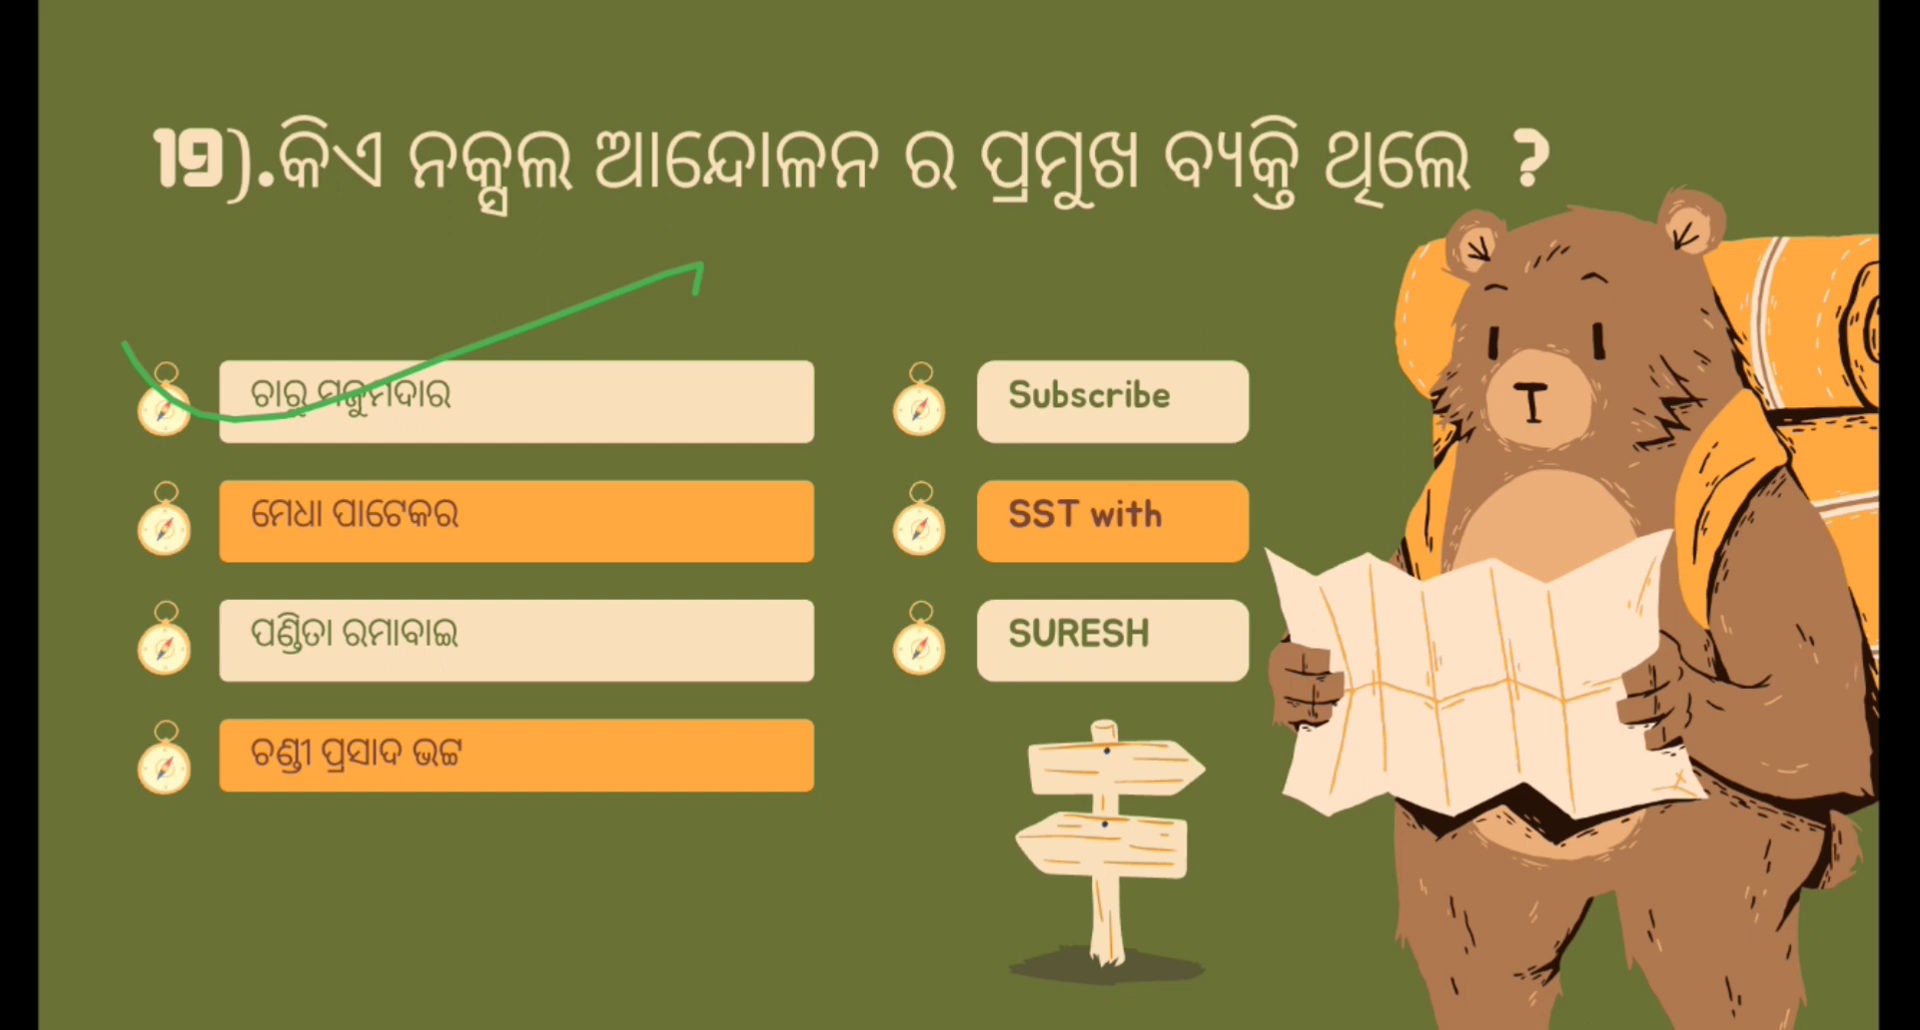 19).କିଏ ନକ୍ସଲ ଆନ୍ଦୋଳନ ର ପ୍ରମୁଖ ବ୍ୟକ୍ତି ଥିଲେ ?
ଚାରୁ ମଜୁମଦାର
ମେଧା ପାଟେକର
ପଣ୍ଡିତା ରମାବାଇ
ଚଣ୍ଡୀ ପ୍ରସାଦ ଭଟ୍ଟ
Subscribe
SST with
SURESH